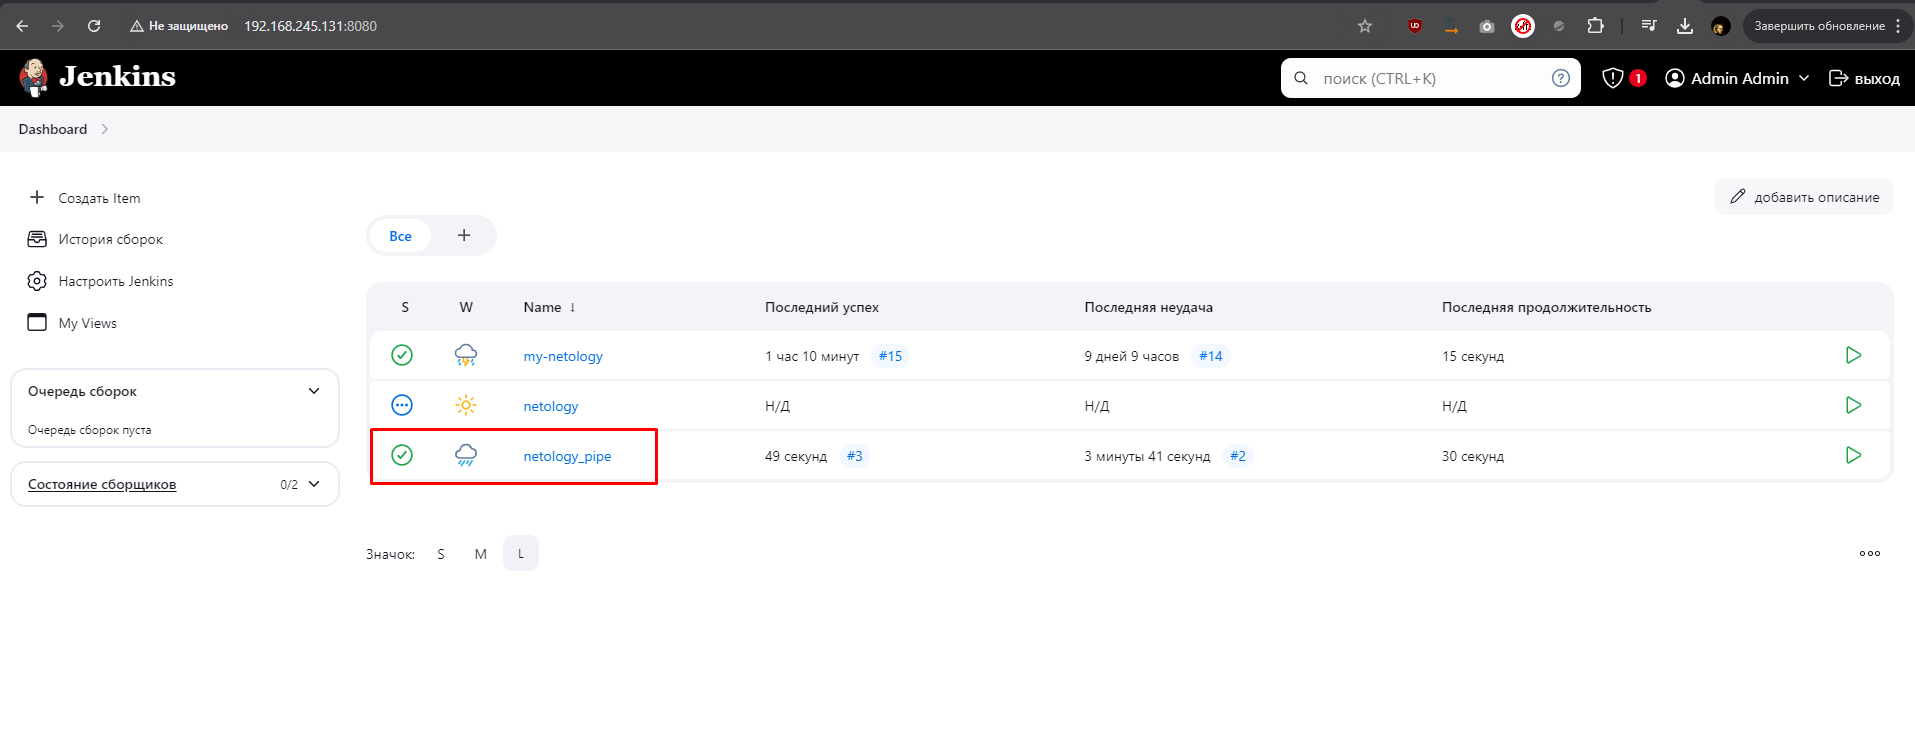 Не защищено 192.168.245.131:8080 Завершить обновление
Jenkins поиск (CTRL+K) 1 Admin Admin выход
Dashboard
Создать Item
добавить описание
История сборок
Все
Настроить Jenkins
My Views
S W Name ↓ Последний успех Последняя неудача Последняя продолжительность
my-netology 1 час 10 минут #15 9 дней 9 часов #14 15 секунд
netology Н/Д Н/Д Н/Д
netology_pipe 49 секунд #3 3 минуты 41 секунд #2 30 секунд
Очередь сборок
Очередь сборок пуста
Состояние сборщиков 0/2
Значок: S M L